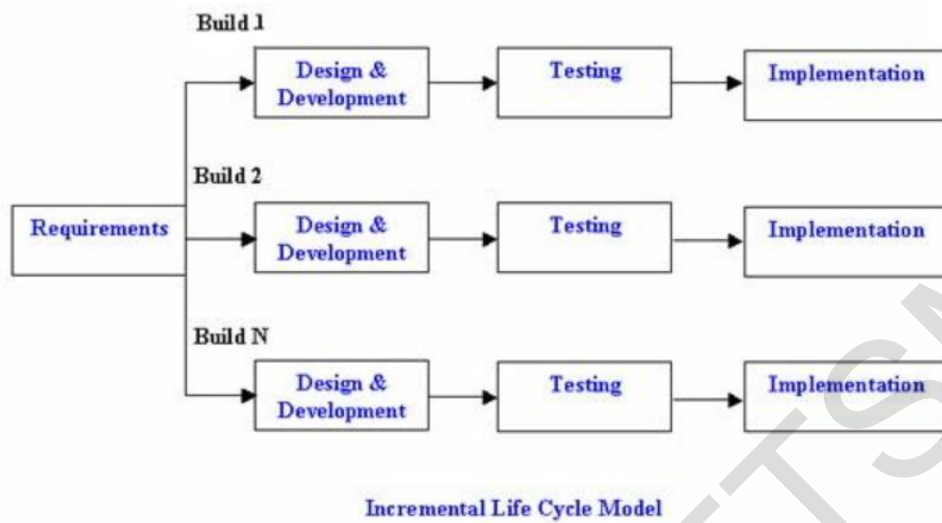 Build 1
Design &
Development
Testing
Implementation
Build 2
Requirements
Design &
Development
Testing
Implementation
Build N
Design &
Development
Testing
Implementation
Incremental Life Cycle Model